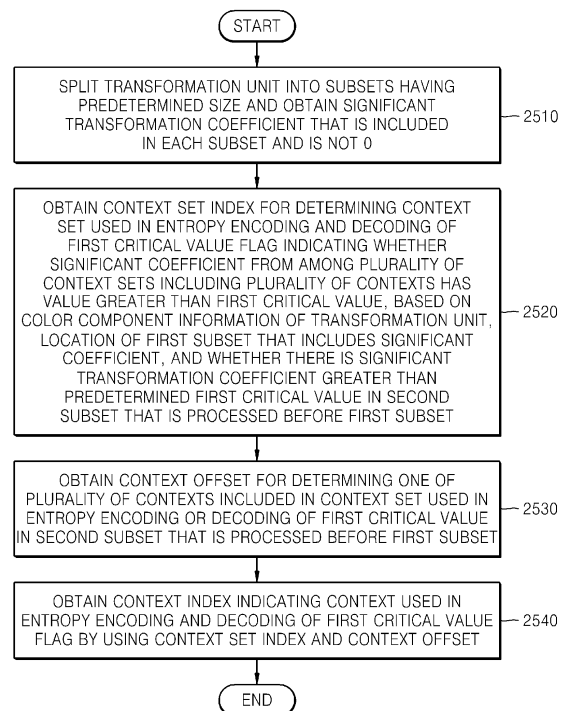 START
SPLIT TRANSFORMATION UNIT INTO SUBSETS HAVING
PREDETERMINED SIZE AND OBTAIN SIGNIFICANT
TRANSFORMATION COEFFICIENT THAT IS INCLUDED
IN EACH SUBSET AND IS NOT 0
2510
OBTAIN CONTEXT SET INDEX FOR DETERMINING CONTEXT
SET USED IN ENTROPY ENCODING AND DECODING OF
FIRST CRITICAL VALUE FLAG INDICATING WHETHER
SIGNIFICANT COEFFICIENT FROM AMONG PLURALITY OF
CONTEXT SETS INCLUDING PLURALITY OF CONTEXTS HAS
VALUE GREATER THAN FIRST CRITICAL VALUE, BASED ON
COLOR COMPONENT INFORMATION OF TRANSFORMATION UNIT,
LOCATION OF FIRST SUBSET THAT INCLUDES SIGNIFICANT
COEFFICIENT, AND WHETHER THERE IS SIGNIFICANT
TRANSFORMATION COEFFICIENT GREATER THAN
PREDETERMINED FIRST CRITICAL VALUE IN SECOND
SUBSET THAT IS PROCESSED BEFORE FIRST SUBSET
2520
OBTAIN CONTEXT OFFSET FOR DETERMINING ONE OF
PLURALITY OF CONTEXTS INCLUDED IN CONTEXT SET USED IN
ENTROPY ENCODING OR DECODING OF FIRST CRITICAL VALUE
IN SECOND SUBSET THAT IS PROCESSED BEFORE FIRST SUBSET
2530
OBTAIN CONTEXT INDEX INDICATING CONTEXT USED IN
ENTROPY ENCODING AND DECODING OF FIRST CRITICAL VALUE
FLAG BY USING CONTEXT SET INDEX AND CONTEXT OFFSET
2540
END